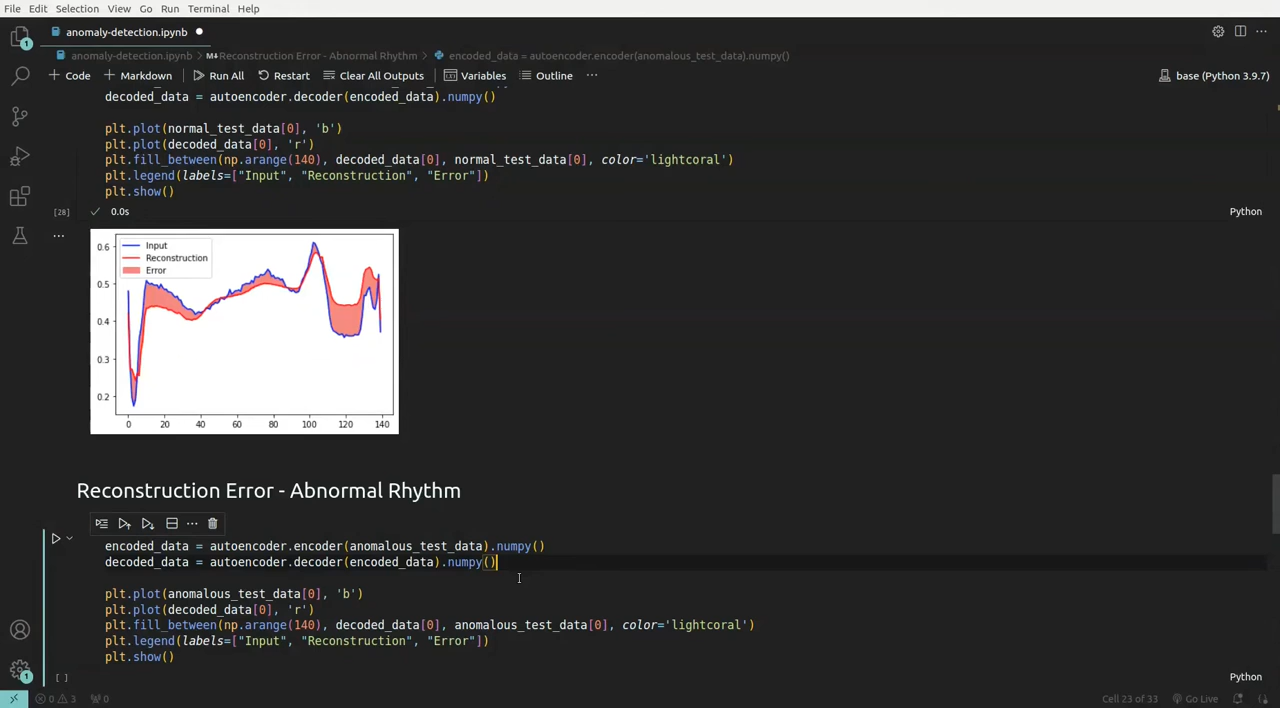 File Edit Selection View Go Run Terminal Help
anomaly-detection.ipynb
anomaly-detection.ipynb > M↓Reconstruction Error - Abnormal Rhythm > encoded_data = autoencoder.encoder(anomalous_test_data).numpy()
+ Code + Markdown Run All Restart Clear All Outputs Variables Outline ... base (Python 3.9.7)
decoded_data = autoencoder.decoder(encoded_data).numpy()
plt.plot(normal_test_data[0], 'b')
plt.plot(decoded_data[0], 'r')
plt.fill_between(np.arange(140), decoded_data[0], normal_test_data[0], color='lightcoral')
plt.legend(labels=["Input", "Reconstruction", "Error"])
plt.show()
[28] 0.0s Python
...
Input
Reconstruction
Error
0.6
0.5
0.4
0.3
0.2
0 20 40 60 80 100 120 140
Reconstruction Error - Abnormal Rhythm
encoded_data = autoencoder.encoder(anomalous_test_data).numpy()
decoded_data = autoencoder.decoder(encoded_data).numpy()
plt.plot(anomalous_test_data[0], 'b')
plt.plot(decoded_data[0], 'r')
plt.fill_between(np.arange(140), decoded_data[0], anomalous_test_data[0], color='lightcoral')
plt.legend(labels=["Input", "Reconstruction", "Error"])
plt.show()
[ ] Python
0 3 0 Cell 23 of 33 Go Live
1
1